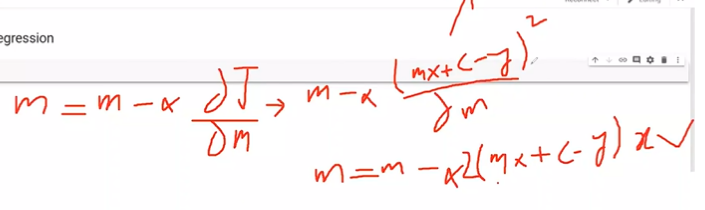 egression
m = m - α ∂J/∂m → m - α (mx+c-y)²/∂m
m = m - α2(mx+c-y) x ✓